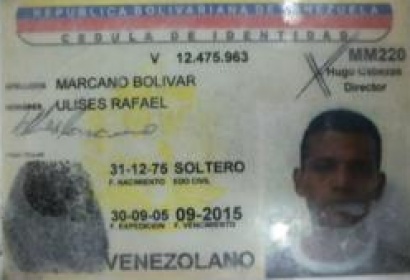 REPUBLICA BOLIVARIANA DE VENEZUELA
CEDULA DE IDENTIDAD
V 12.475.963
MM220
Hugo Cabezas
Director
APELLIDOS MARCANO BOLIVAR
NOMBRES ULISES RAFAEL
31-12-75 SOLTERO
F. NACIMIENTO EDO CIVIL
30-09-05 09-2015
F. EXPEDICION F. VENCIMIENTO
VENEZOLANO